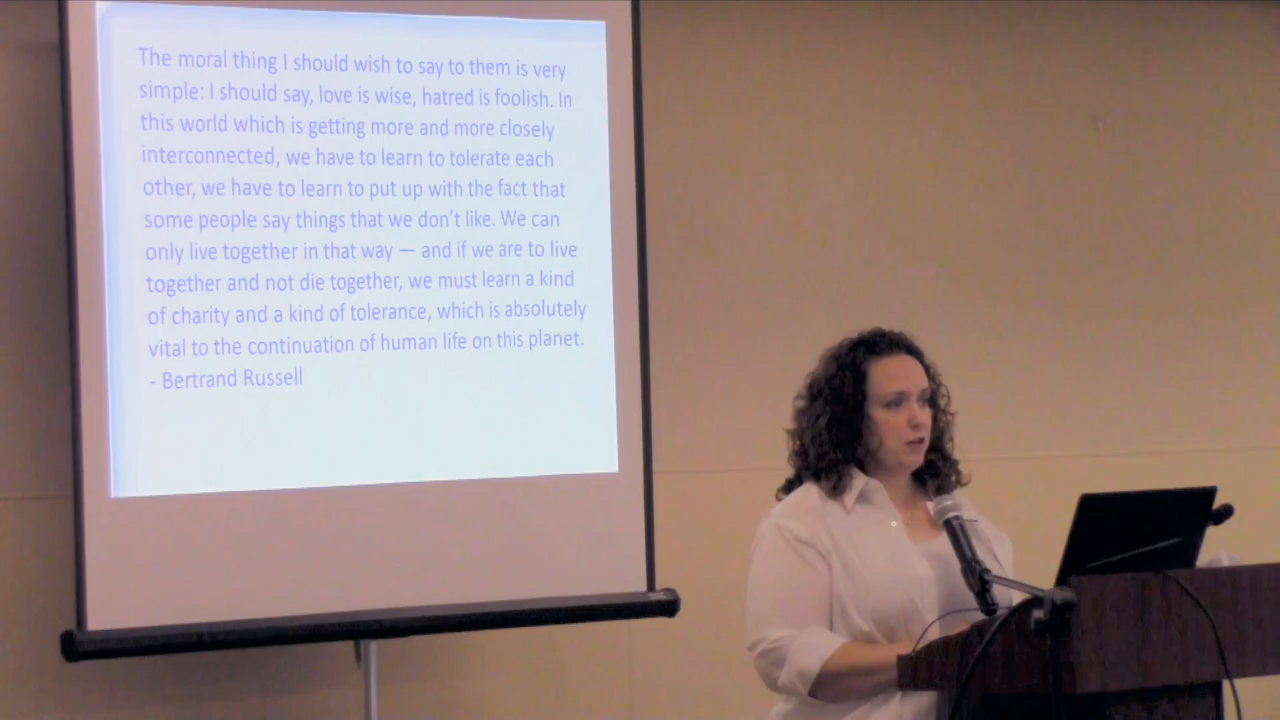 The moral thing I should wish to say to them is very
simple: I should say, love is wise, hatred is foolish. In
this world which is getting more and more closely
interconnected, we have to learn to tolerate each
other, we have to learn to put up with the fact that
some people say things that we don't like. We can
only live together in that way — and if we are to live
together and not die together, we must learn a kind
of charity and a kind of tolerance, which is absolutely
vital to the continuation of human life on this planet.
- Bertrand Russell